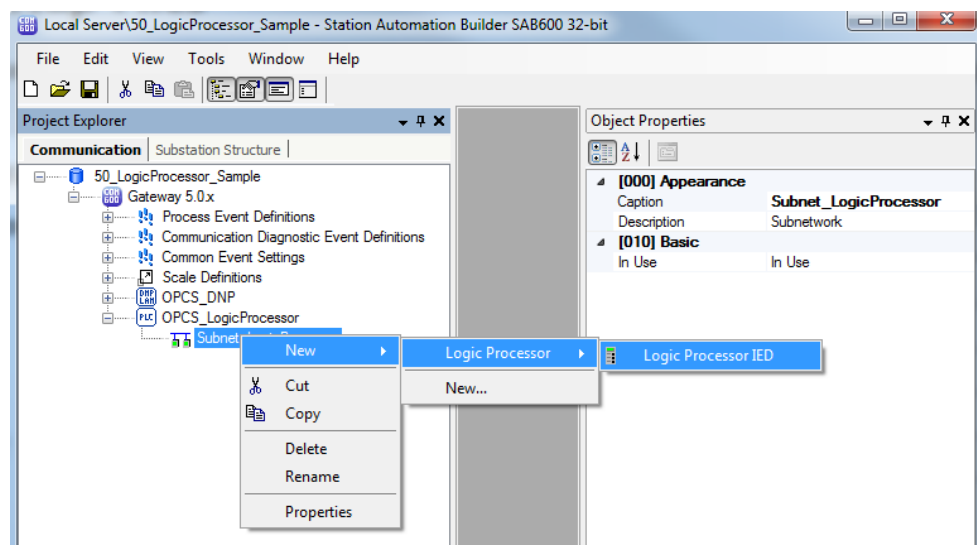 Local Server\50_LogicProcessor_Sample - Station Automation Builder SAB600 32-bit
File Edit View Tools Window Help
Project Explorer
Communication Substation Structure
50_LogicProcessor_Sample
Gateway 5.0.x
Process Event Definitions
Communication Diagnostic Event Definitions
Common Event Settings
Scale Definitions
OPCS_DNP
OPCS_LogicProcessor
New
Cut
Copy
Delete
Rename
Properties
Logic Processor
New...
Logic Processor IED
Object Properties
[000] Appearance
Caption Subnet_LogicProcessor
Description Subnetwork
[010] Basic
In Use In Use